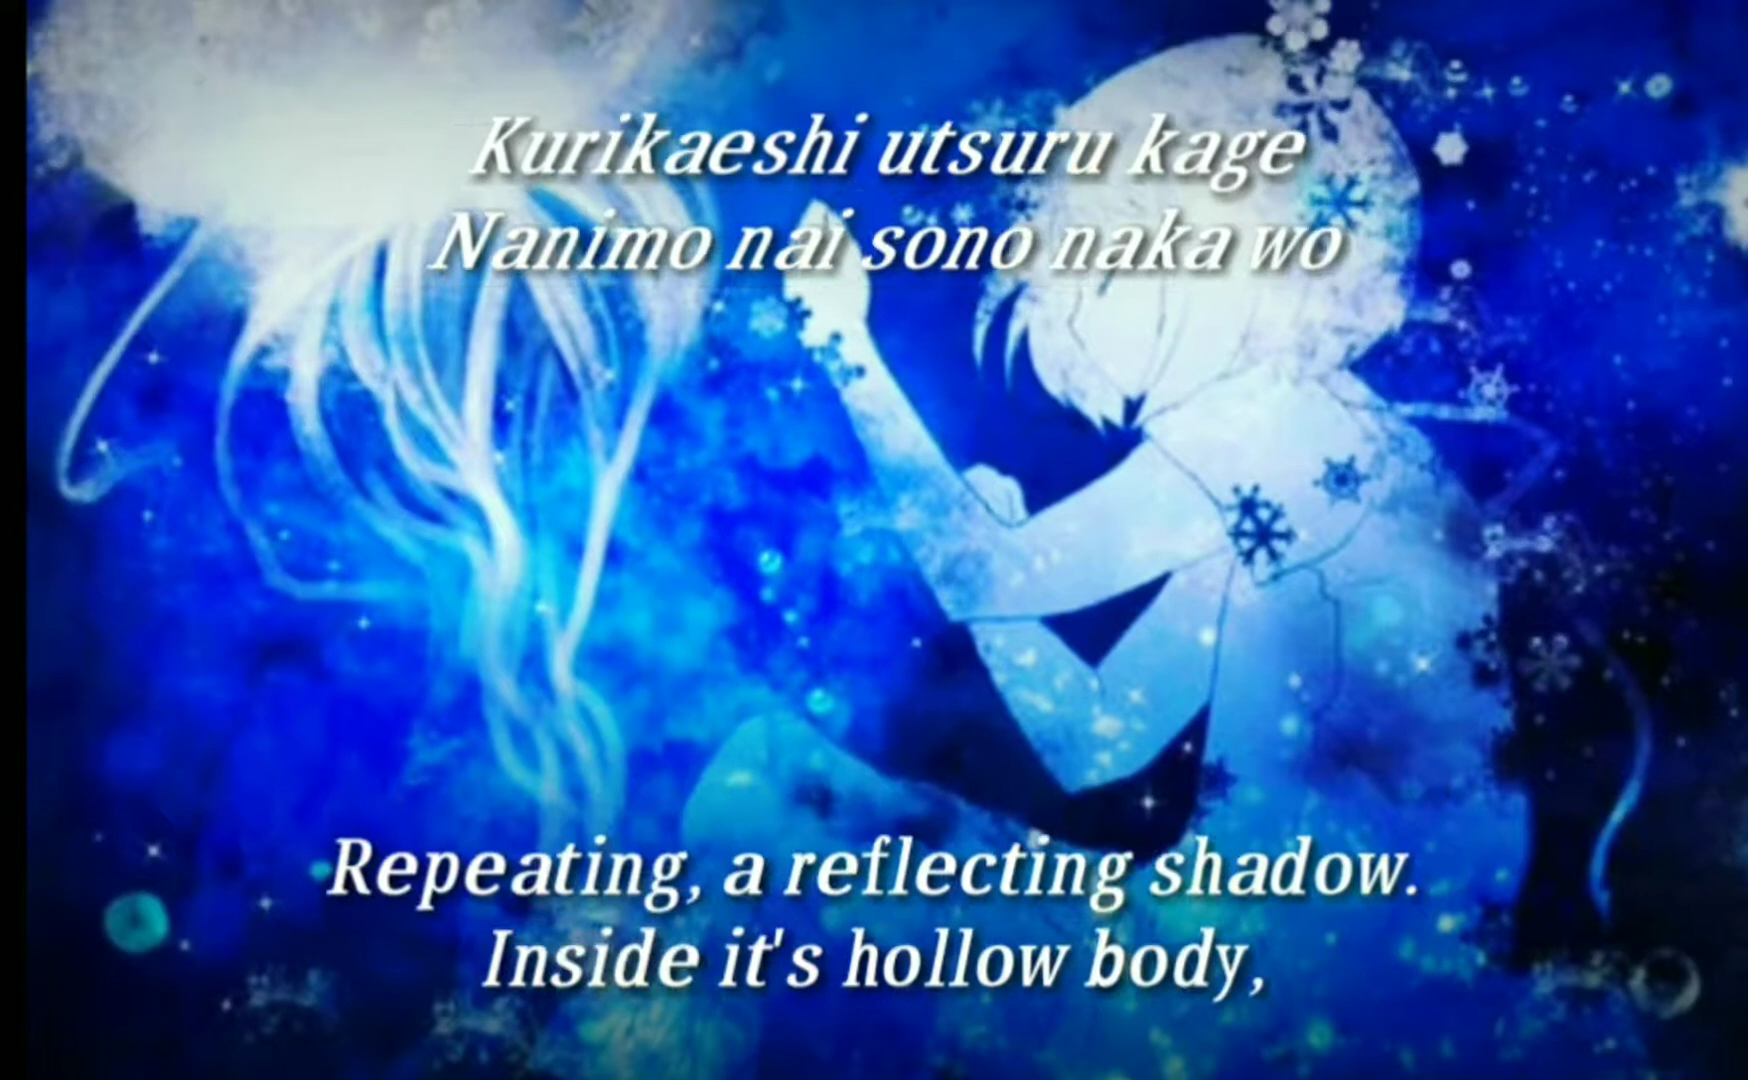 Kurikaeshi utsuru kage
Nanimo nai sono naka wo
Repeating, a reflecting shadow.
Inside it's hollow body,